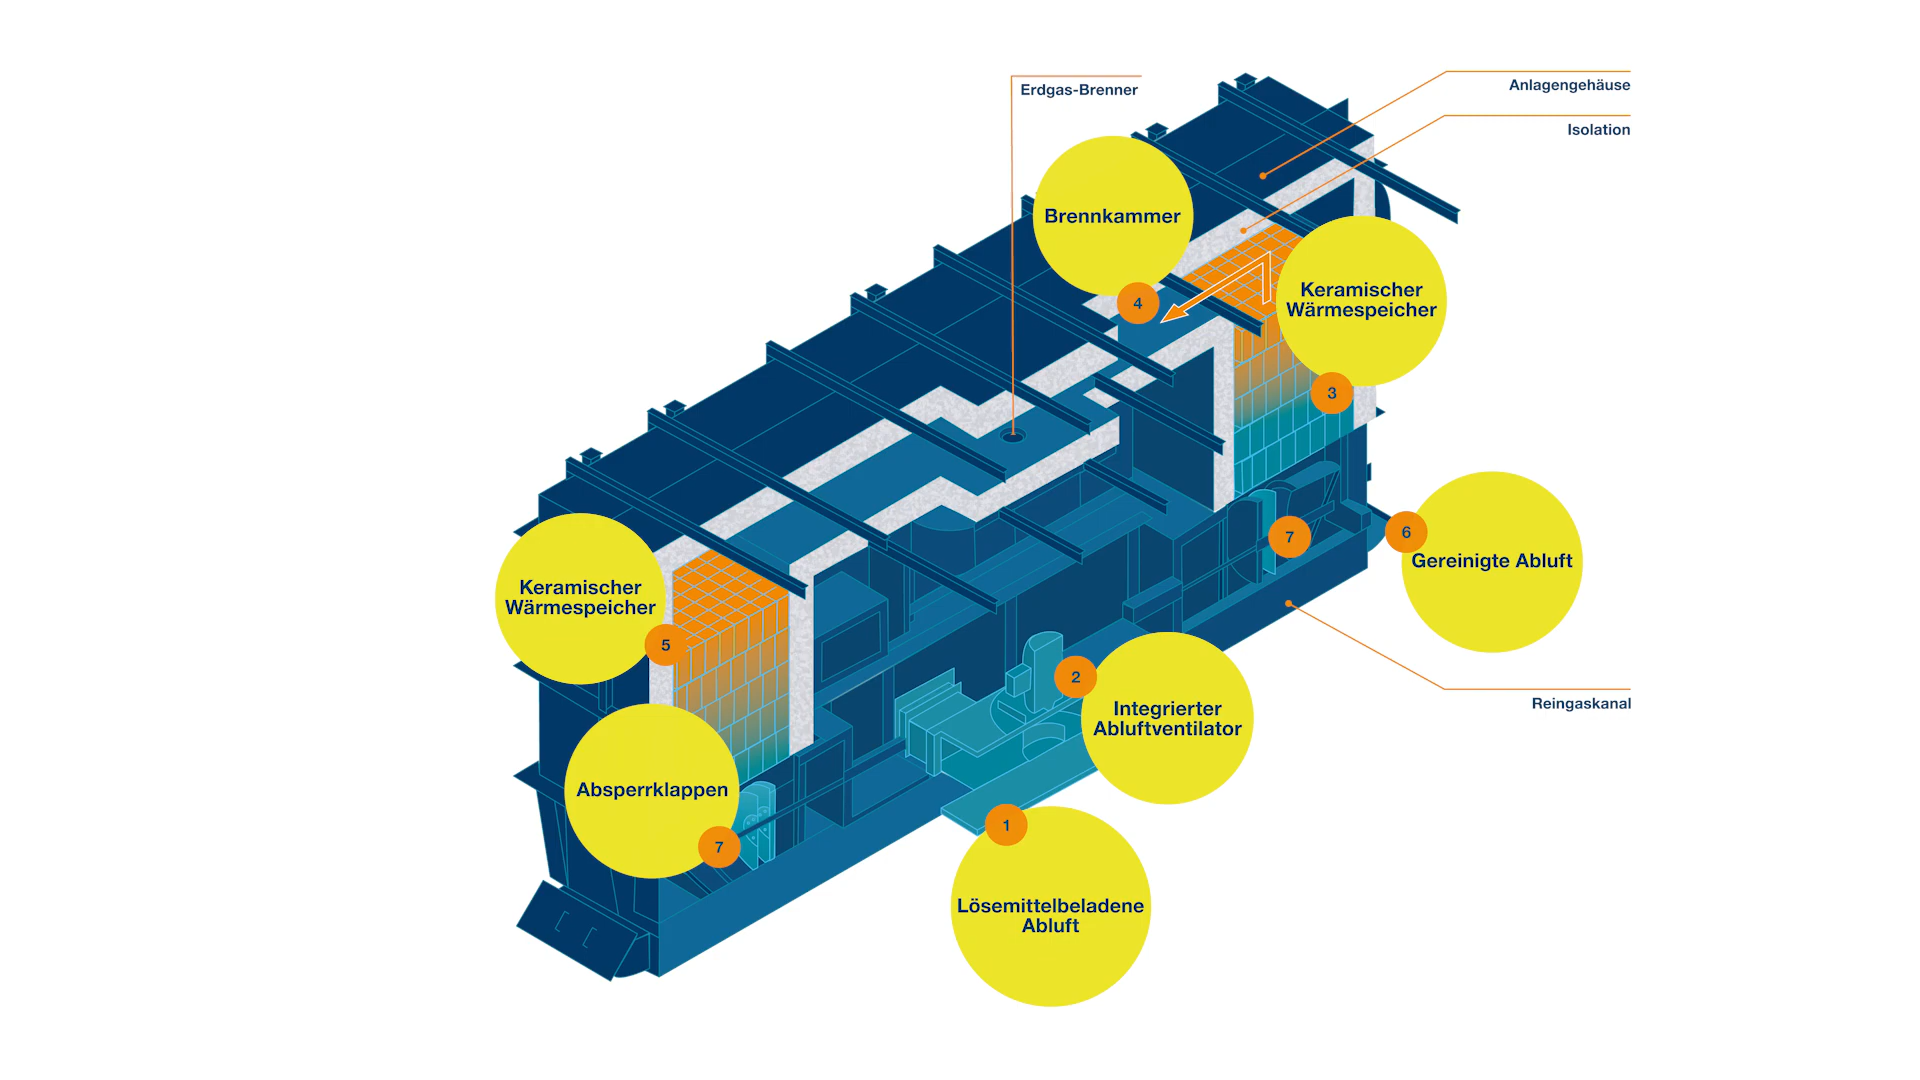 Anlagengehäuse
Erdgas-Brenner
Isolation
Brennkammer
4
Keramischer
Wärmespeicher
3
7
6
Gereinigte Abluft
Keramischer
Wärmespeicher
5
2
Integrierter
Abluftventilator
Reingaskanal
Absperrklappen
7
1
Lösemittelbeladene
Abluft